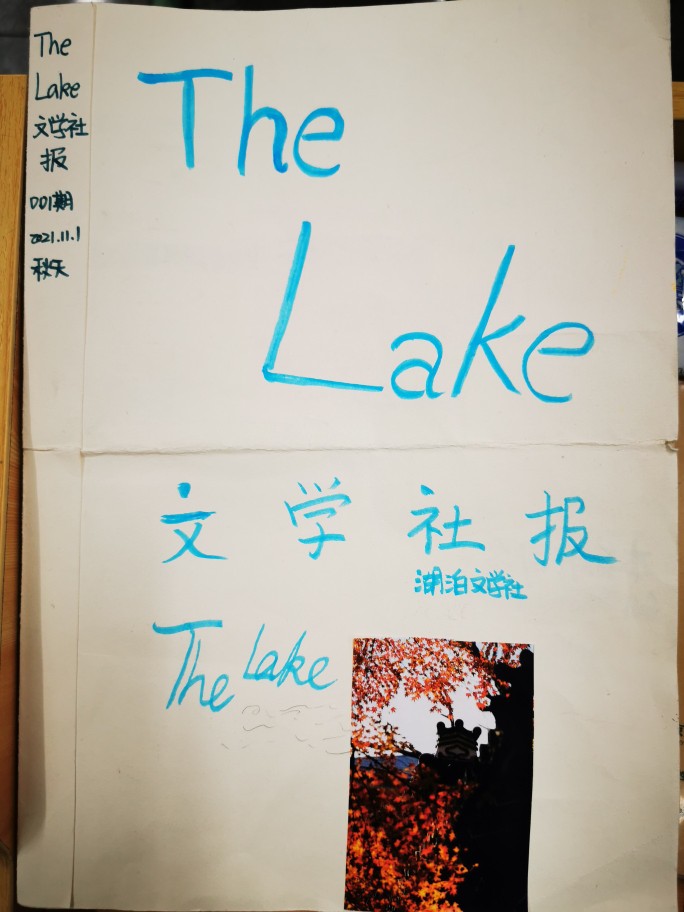 The
Lake
文学社
报
001期
2021.11.1
秋天
The
Lake
文学社报
湖泊文学社
The Lake